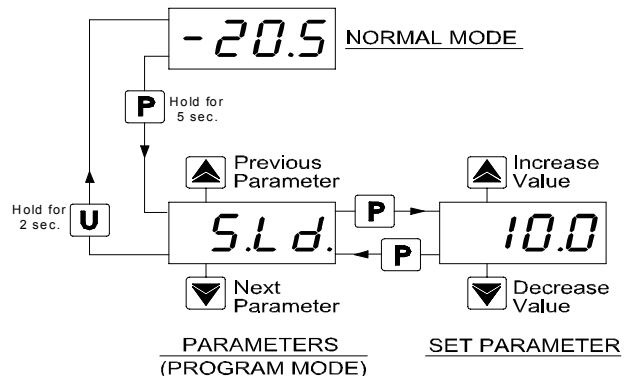 -20.5
NORMAL MODE
P
Hold for
5 sec.
Previous
Parameter
Increase
Value
P
Hold for
2 sec.
U
S.Ld.
10.0
P
Next
Parameter
Decrease
Value
PARAMETERS
(PROGRAM MODE)
SET PARAMETER